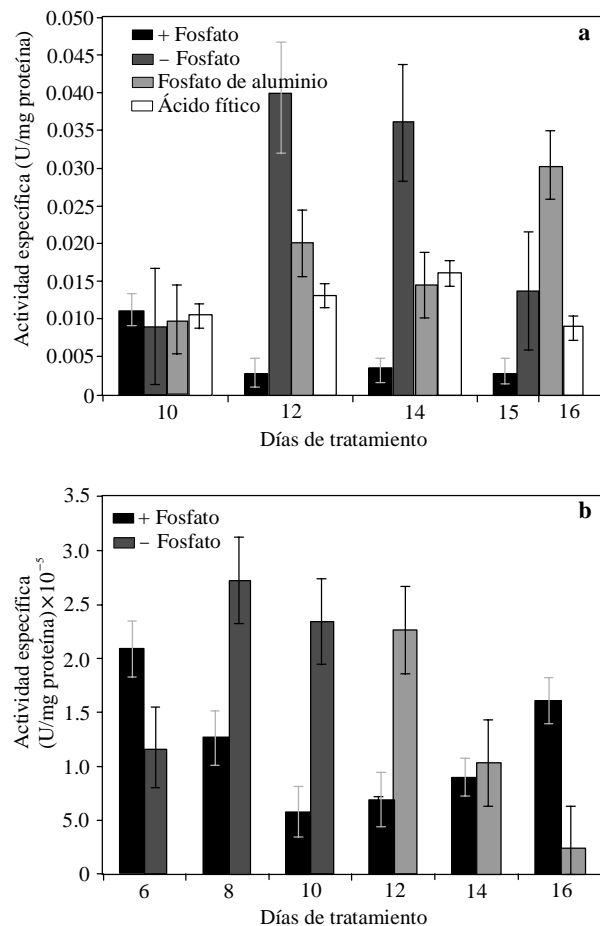 a
+ Fosfato
– Fosfato
Fosfato de aluminio
Ácido fítico
Actividad específica (U/mg proteína)
0.050
0.045
0.040
0.035
0.030
0.025
0.020
0.015
0.010
0.005
0
10 12 14 15 16
Días de tratamiento
b
+ Fosfato
– Fosfato
Actividad específica
(U/mg proteína)×10⁻⁵
3.5
3.0
2.5
2.0
1.5
1.0
5.0
0
6 8 10 12 14 16
Días de tratamiento